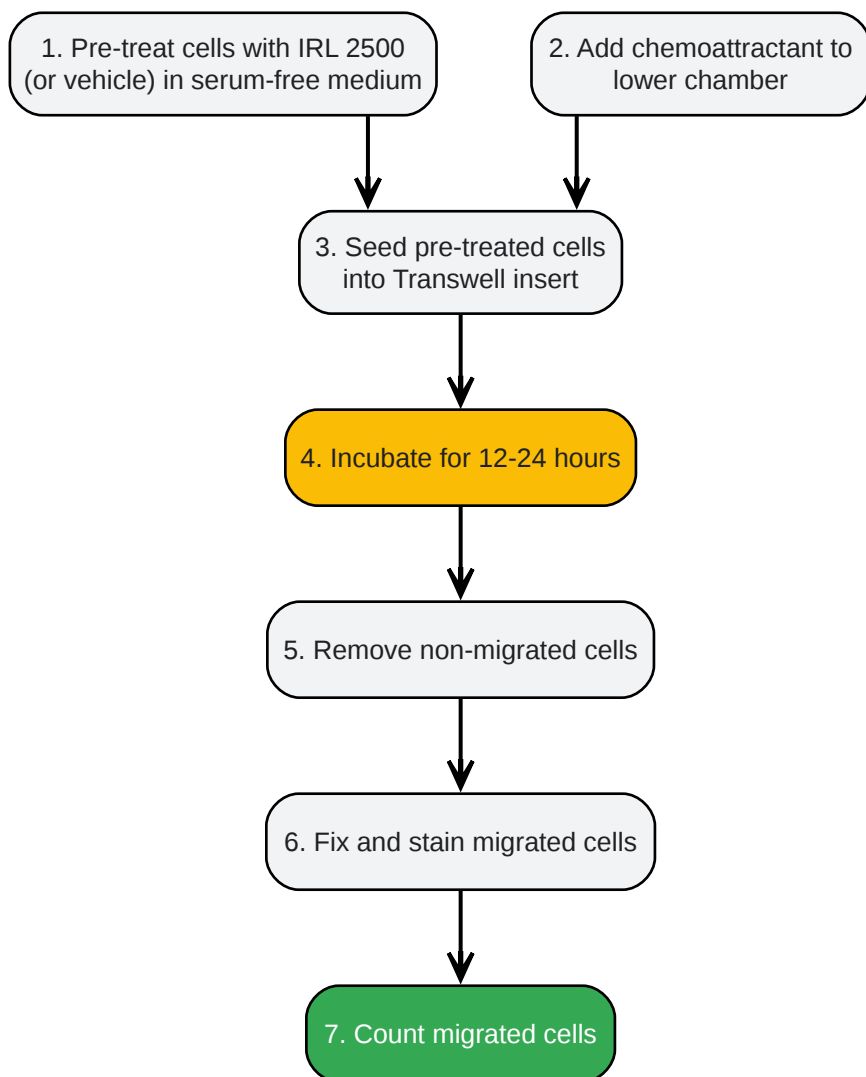 1. Pre-treat cells with IRL 2500
(or vehicle) in serum-free medium
2. Add chemoattractant to
lower chamber
3. Seed pre-treated cells
into Transwell insert
4. Incubate for 12-24 hours
5. Remove non-migrated cells
6. Fix and stain migrated cells
7. Count migrated cells